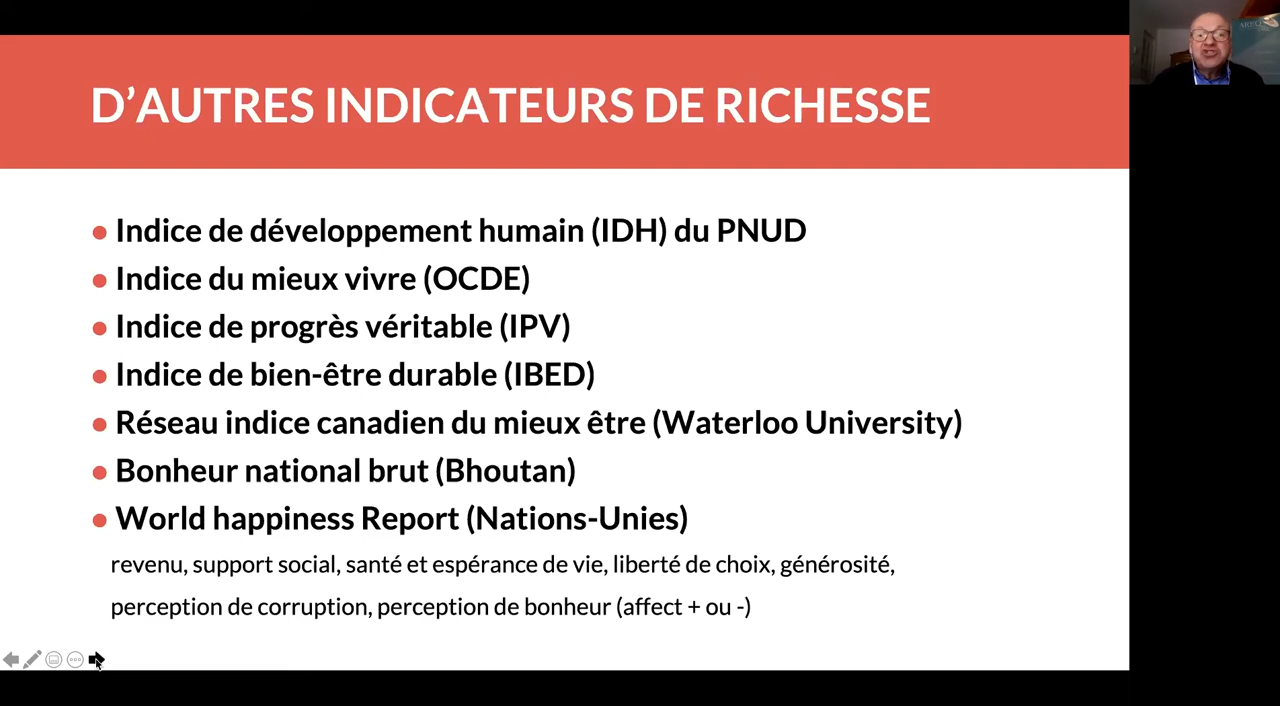 D’AUTRES INDICATEURS DE RICHESSE
● Indice de développement humain (IDH) du PNUD
● Indice du mieux vivre (OCDE)
● Indice de progrès véritable (IPV)
● Indice de bien-être durable (IBED)
● Réseau indice canadien du mieux être (Waterloo University)
● Bonheur national brut (Bhoutan)
● World happiness Report (Nations-Unies)
revenu, support social, santé et espérance de vie, liberté de choix, générosité,
perception de corruption, perception de bonheur (affect + ou -)